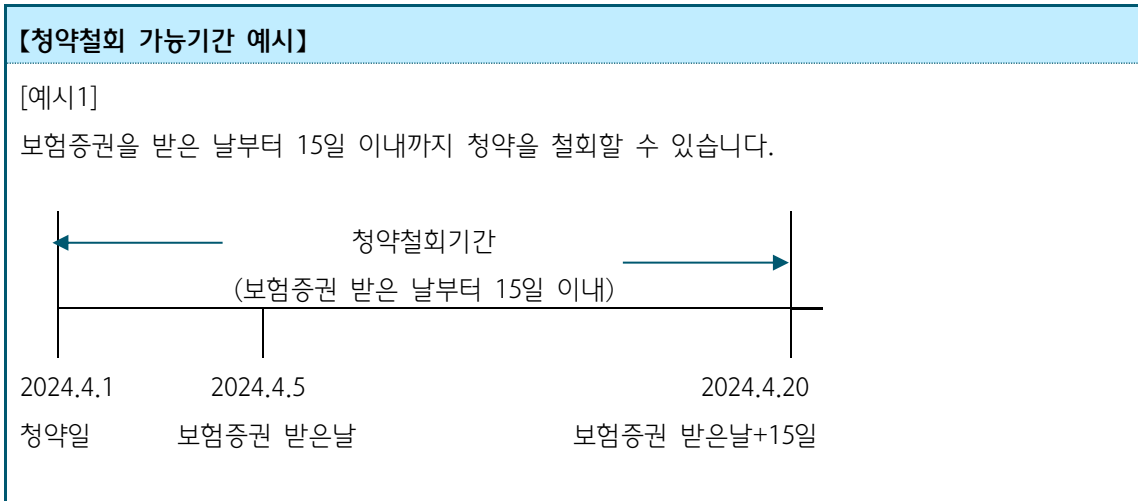 【청약철회 가능기간 예시】
[예시1]
보험증권을 받은 날부터 15일 이내까지 청약을 철회할 수 있습니다.
청약철회기간
(보험증권 받은 날부터 15일 이내)
2024.4.1 2024.4.5 2024.4.20
청약일 보험증권 받은날 보험증권 받은날+15일